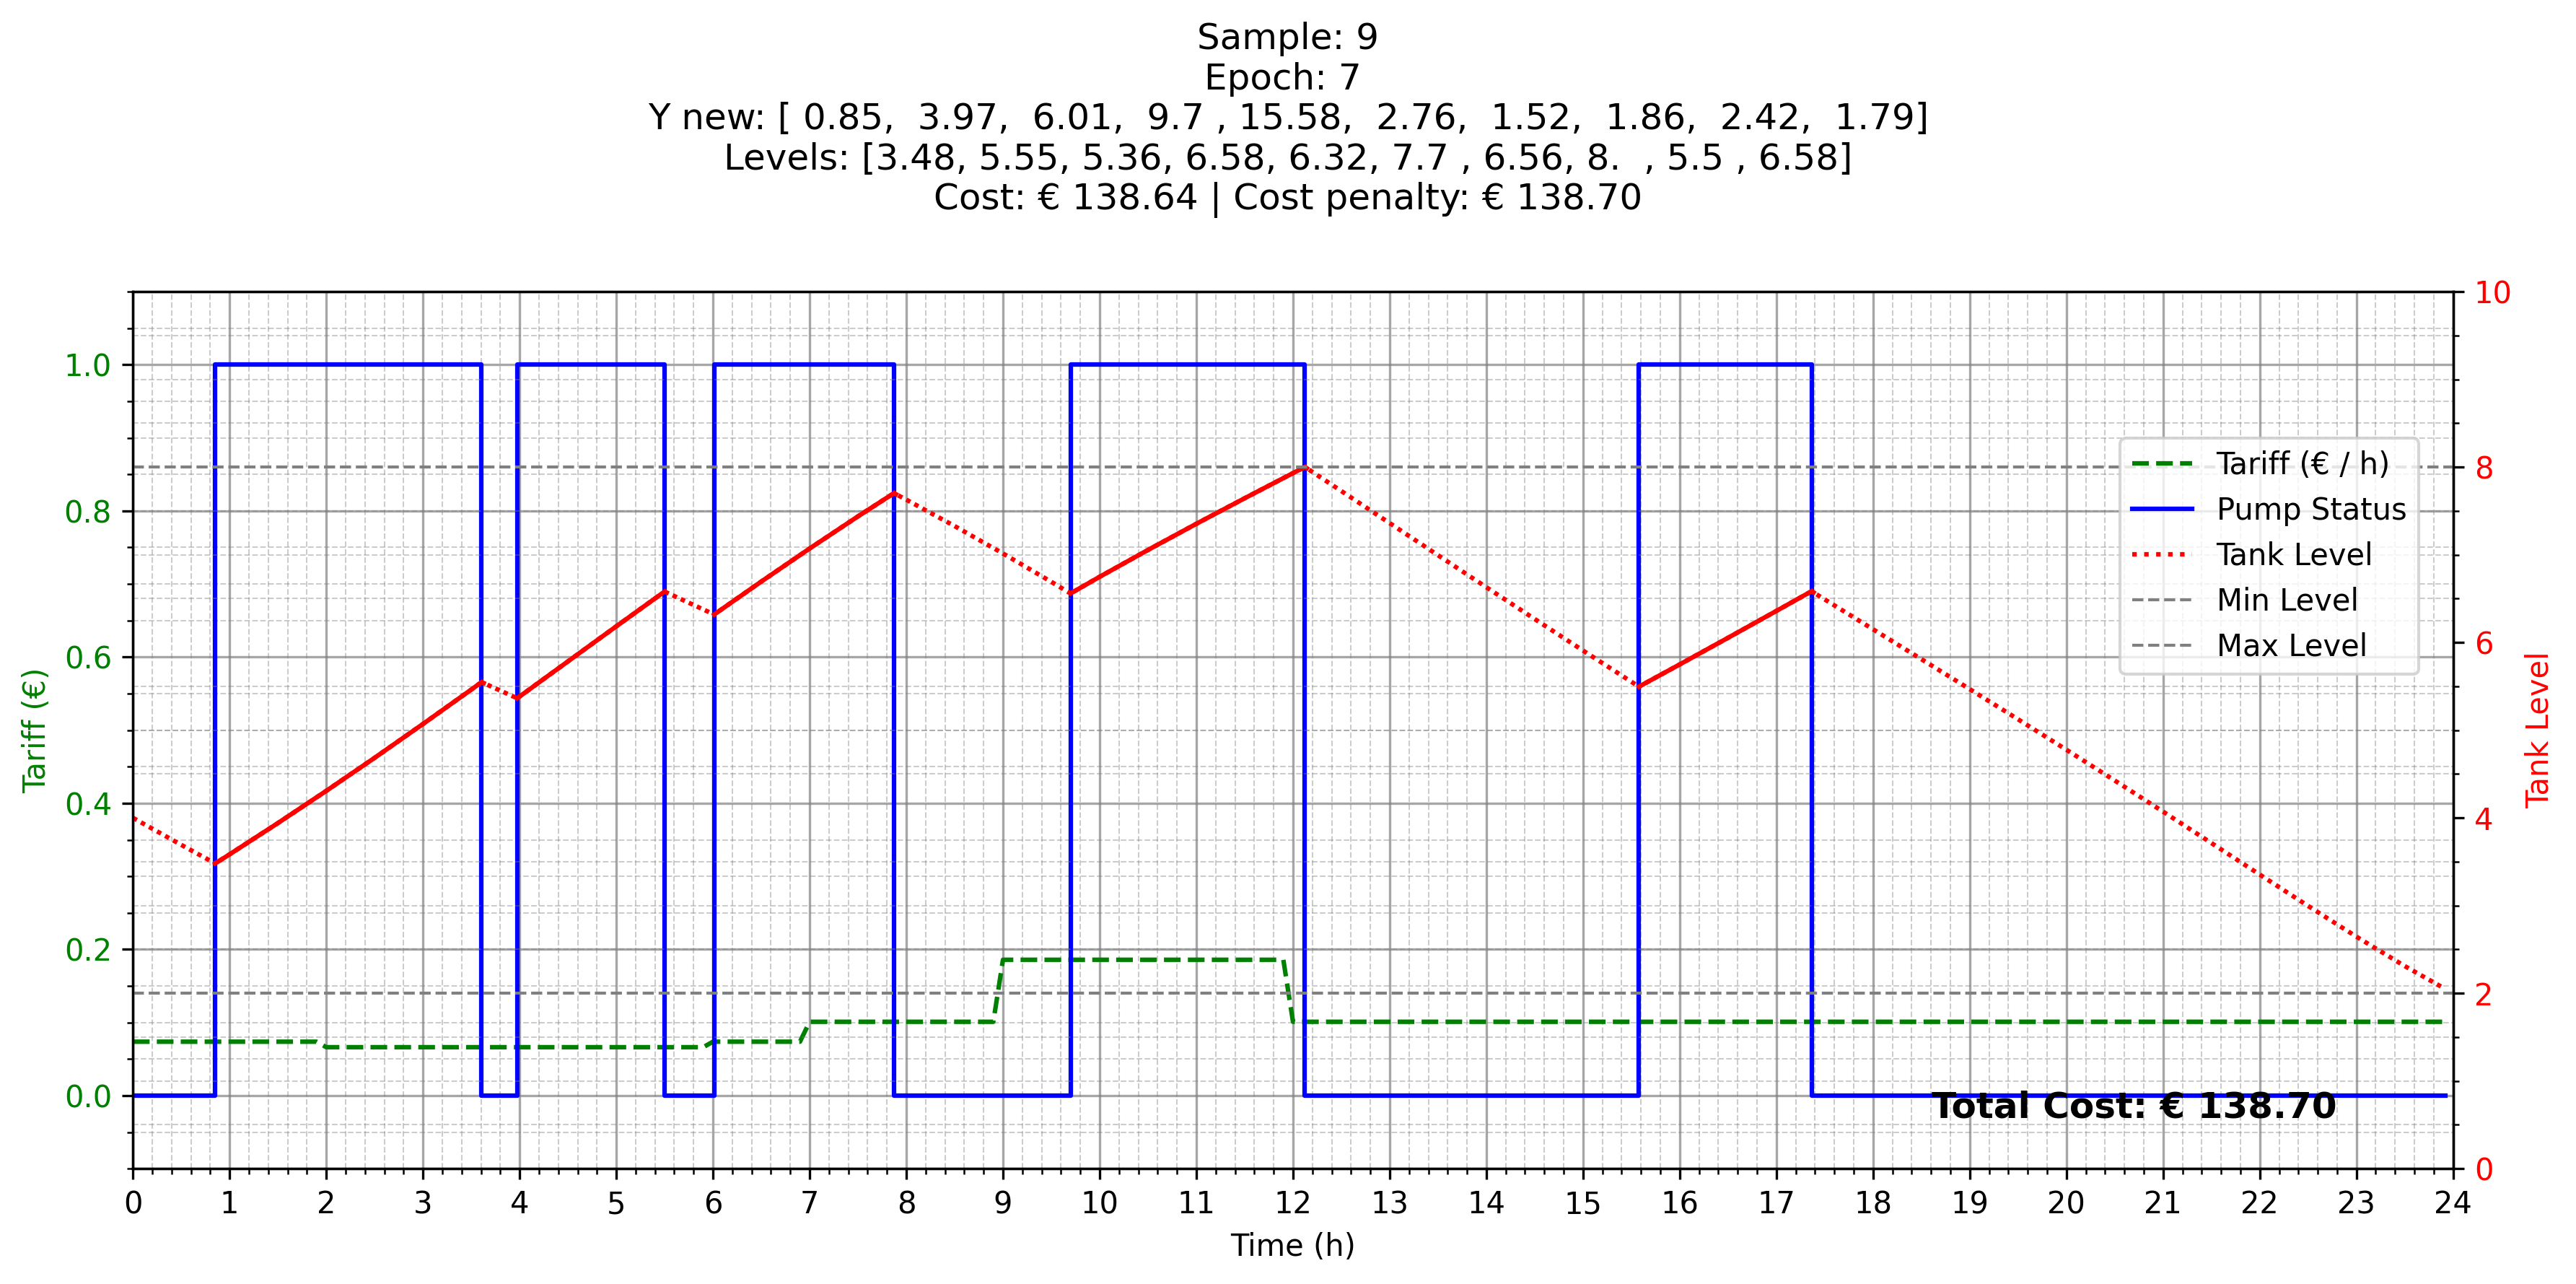 Sample: 9
Epoch: 7
Y new: [ 0.85,  3.97,  6.01,  9.7 , 15.58,  2.76,  1.52,  1.86,  2.42,  1.79]
Levels: [3.48, 5.55, 5.36, 6.58, 6.32, 7.7 , 6.56, 8.  , 5.5 , 6.58]
Cost: € 138.64 | Cost penalty: € 138.70
1.0
0.8
0.6
0.4
0.2
0.0
Tariff (€)
10
8
6
4
2
0
Tank Level
Tariff (€ / h)
Pump Status
Tank Level
Min Level
Max Level
Total Cost: € 138.70
0 1 2 3 4 5 6 7 8 9 10 11 12 13 14 15 16 17 18 19 20 21 22 23 24
Time (h)